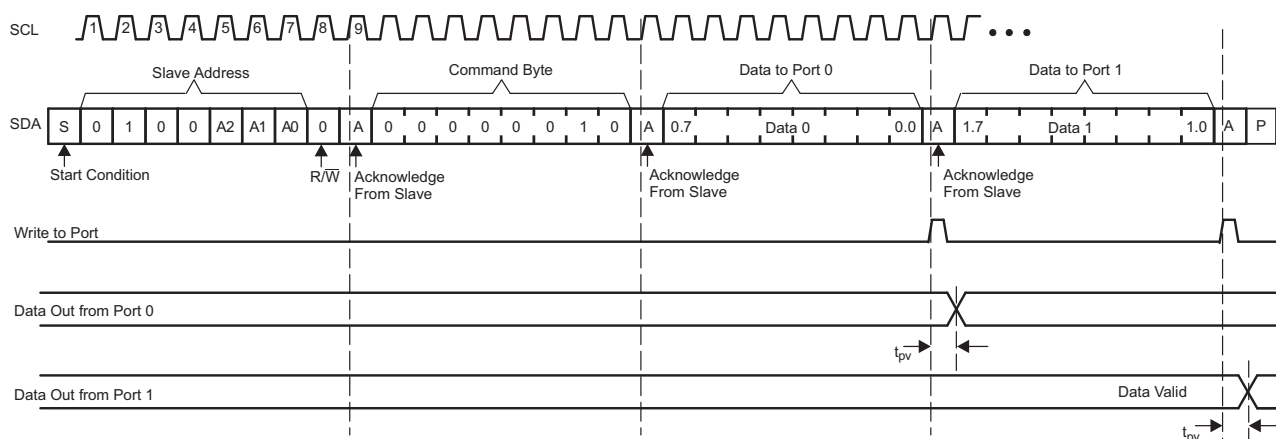 SCL 1 2 3 4 5 6 7 8 9
Slave Address Command Byte Data to Port 0 Data to Port 1
SDA S 0 1 0 0 A2 A1 A0 0 A 0 0 0 0 0 0 1 0 A 0.7 Data 0 0.0 A 1.7 Data 1 1.0 A P
Start Condition R/W Acknowledge Acknowledge Acknowledge
From Slave From Slave From Slave
Write to Port
Data Out from Port 0
tpv
Data Out from Port 1 Data Valid
tpv